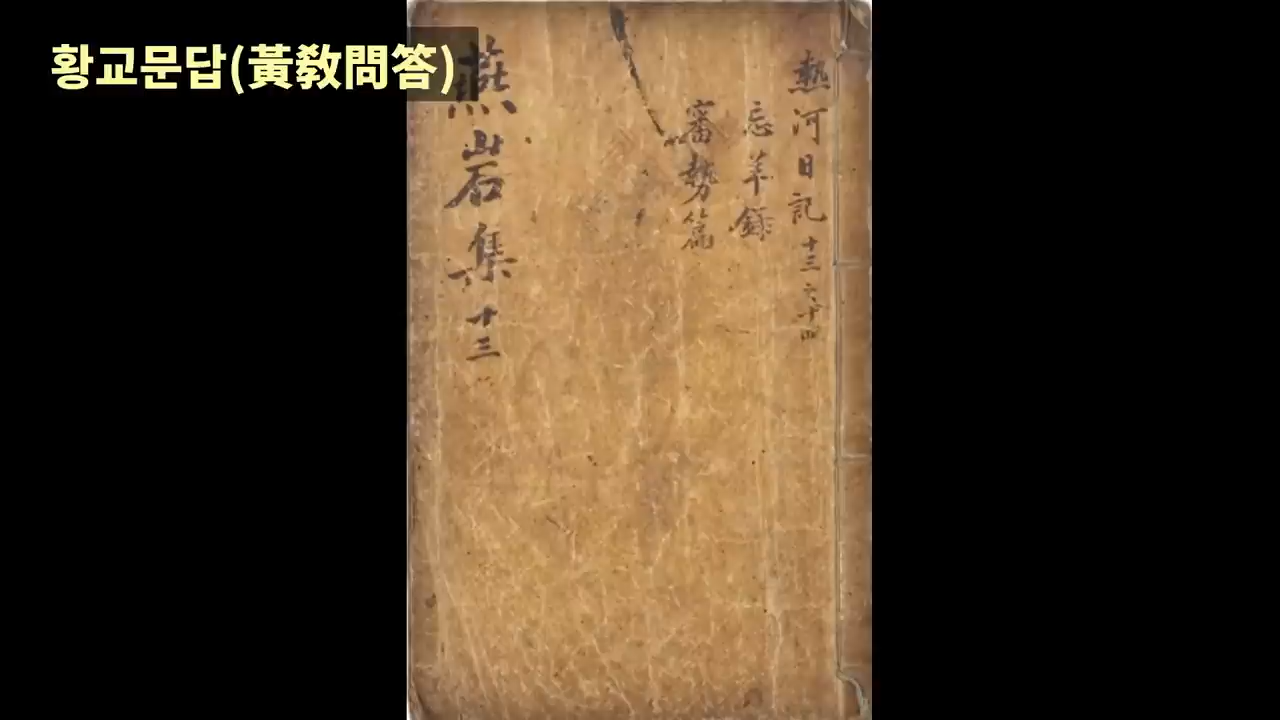 황교문답(黃敎問答)
熱河日記 十三之十四
忘羊錄
審勢篇
燕岩集 十三